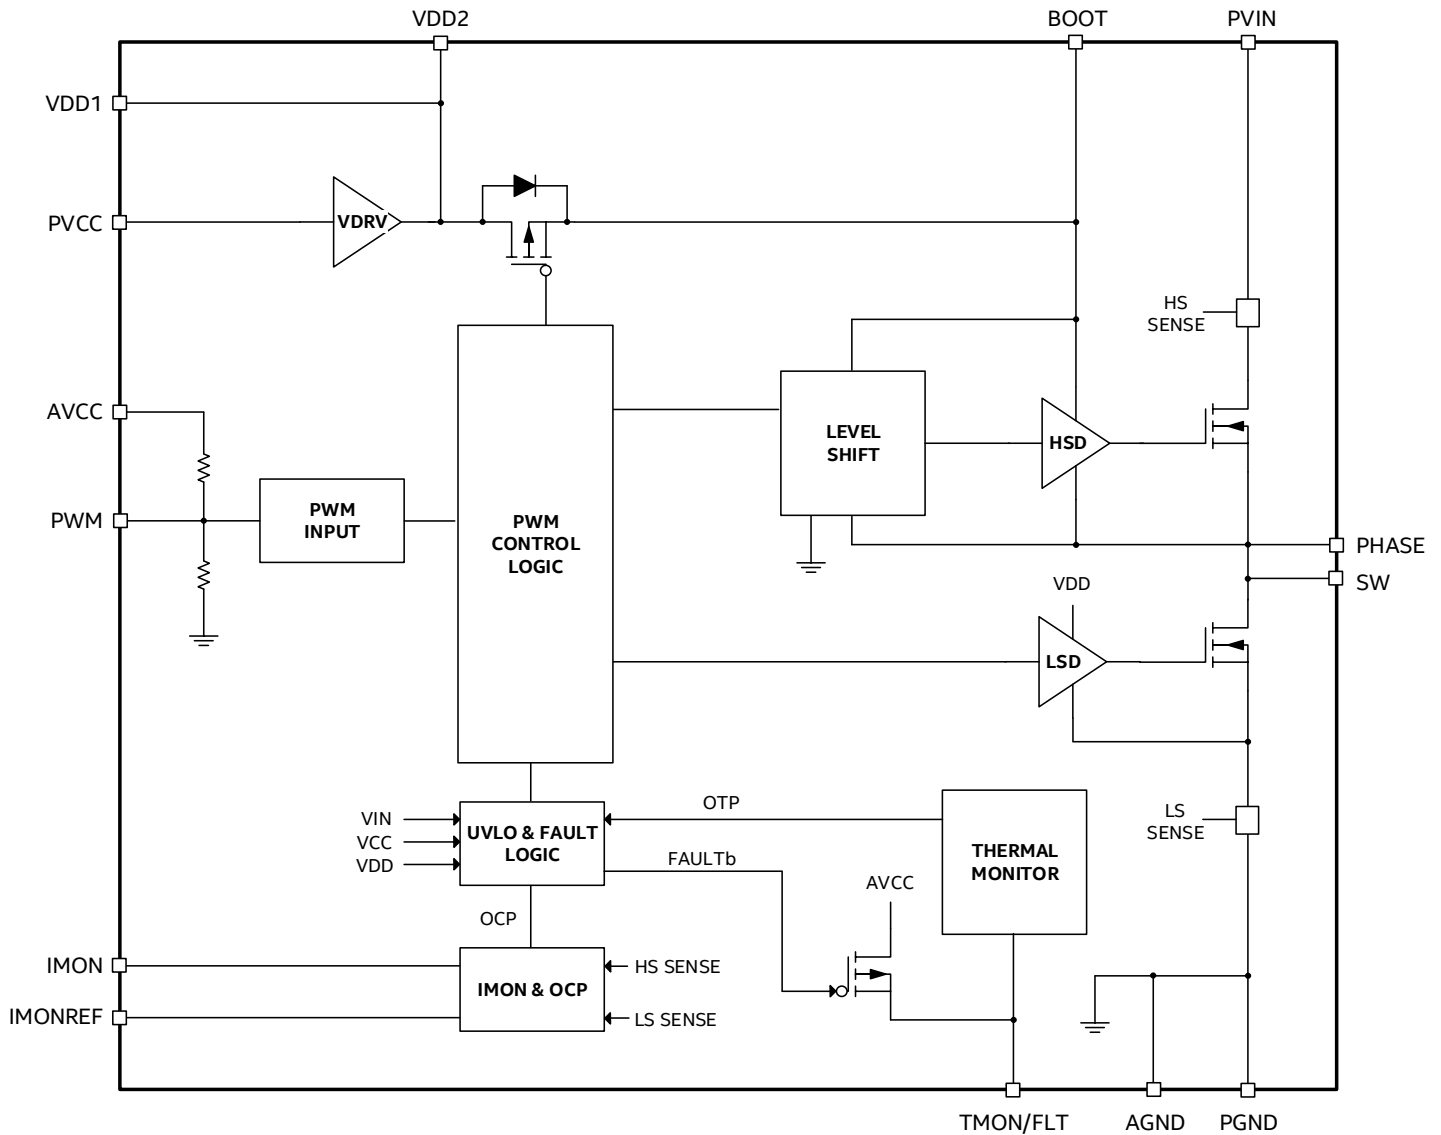 VDD2
BOOT
PVIN
VDD1
PVCC
VDRV
HS
SENSE
AVCC
LEVEL
SHIFT
HSD
PWM
PWM
INPUT
PWM
CONTROL
LOGIC
PHASE
SW
VDD
LSD
VIN
VCC
VDD
UVLO & FAULT
LOGIC
OTP
FAULTb
THERMAL
MONITOR
LS
SENSE
AVCC
OCP
IMON
IMONREF
IMON & OCP
HS SENSE
LS SENSE
TMON/FLT
AGND
PGND